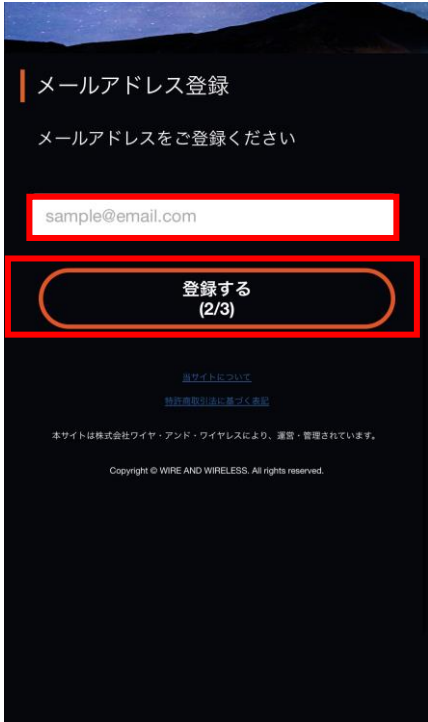 メールアドレス登録
メールアドレスをご登録ください
sample@email.com
登録する
(2/3)
当サイトについて
特許商取引法に基づく表記
本サイトは株式会社ワイヤ・アンド・ワイヤレスにより、運営・管理されています。
Copyright © WIRE AND WIRELESS. All rights reserved.